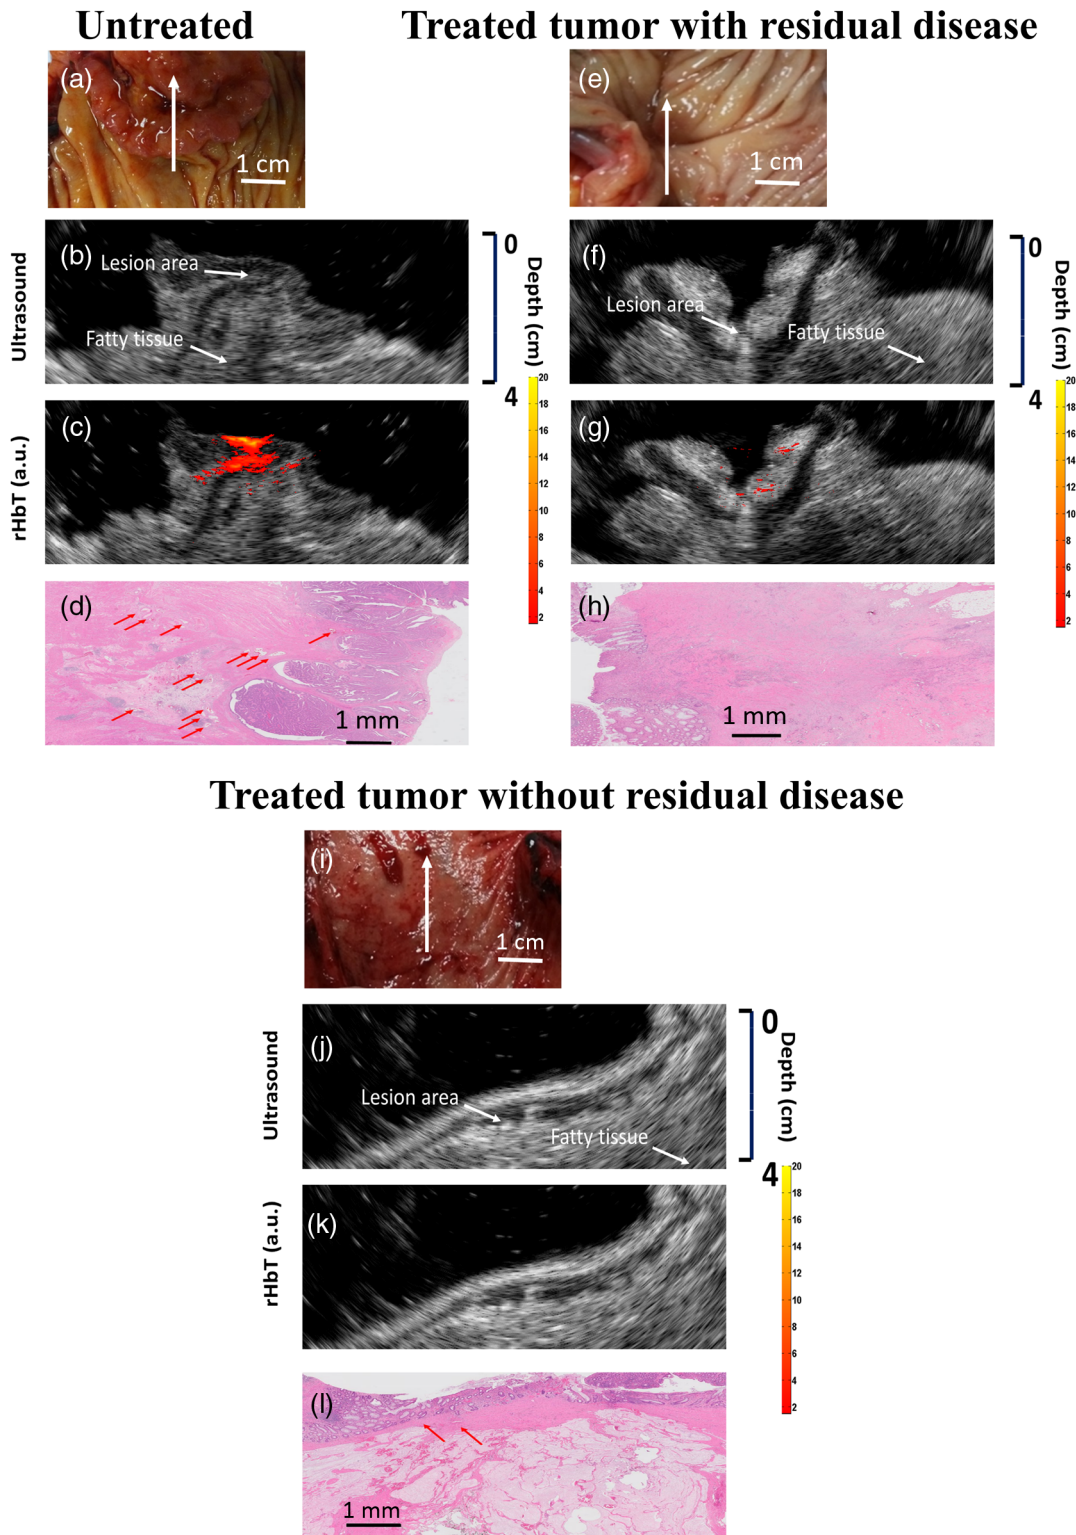 Untreated
Treated tumor with residual disease
(a)
1 cm
(e)
1 cm
Ultrasound
(b)
Lesion area
Fatty tissue
0
Depth (cm)
4
(f)
Lesion area
Fatty tissue
0
Depth (cm)
4
rHbT (a.u.)
(c)
20
18
16
14
12
10
8
6
4
2
(g)
20
18
16
14
12
10
8
6
4
2
(d)
1 mm
(h)
1 mm
Treated tumor without residual disease
(i)
1 cm
Ultrasound
(j)
Lesion area
Fatty tissue
0
Depth (cm)
4
rHbT (a.u.)
(k)
20
18
16
14
12
10
8
6
4
2
(l)
1 mm